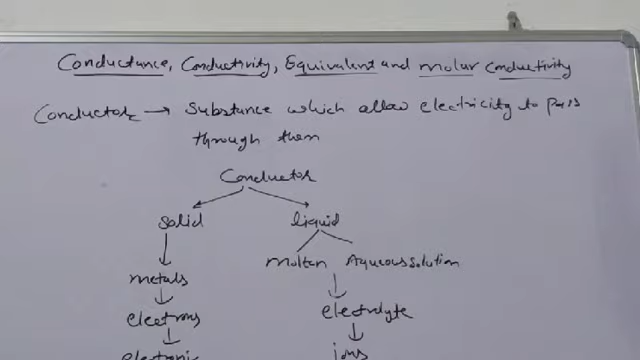 Conductance, Conductivity, Equivalent and molar conductivity
Conductor → Substance which allow electricity to pass
through them
Conductor
solid liquid
Molten Aqueous solution
metals
electrons electrolyte
electronic ions